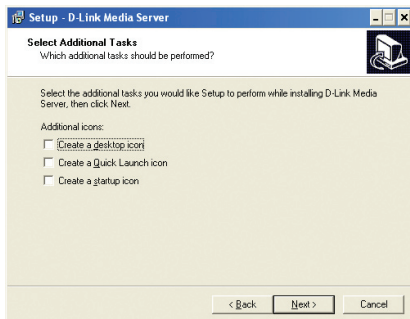 Setup - D-Link Media Server
Select Additional Tasks
Which additional tasks should be performed?
Select the additional tasks you would like Setup to perform while installing D-Link Media
Server, then click Next.
Additional icons:
Create a desktop icon
Create a Quick Launch icon
Create a startup icon
< Back Next > Cancel